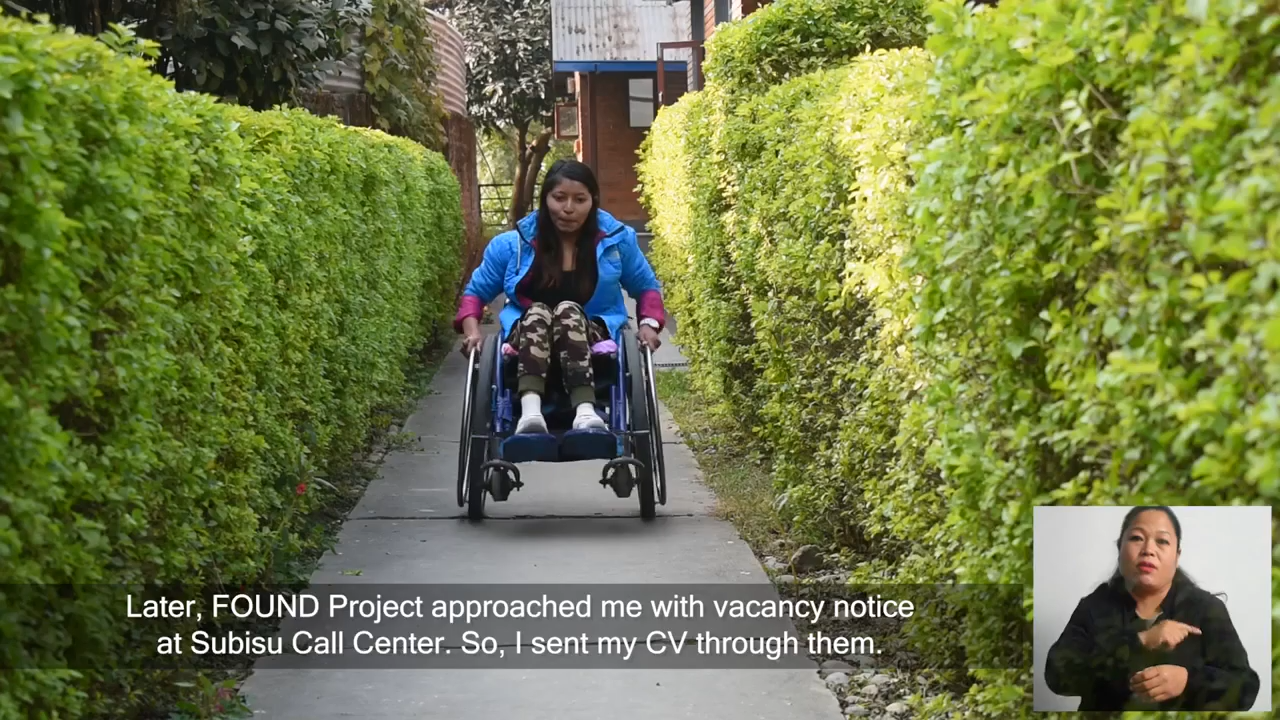 Later, FOUND Project approached me with vacancy notice
at Subisu Call Center. So, I sent my CV through them.